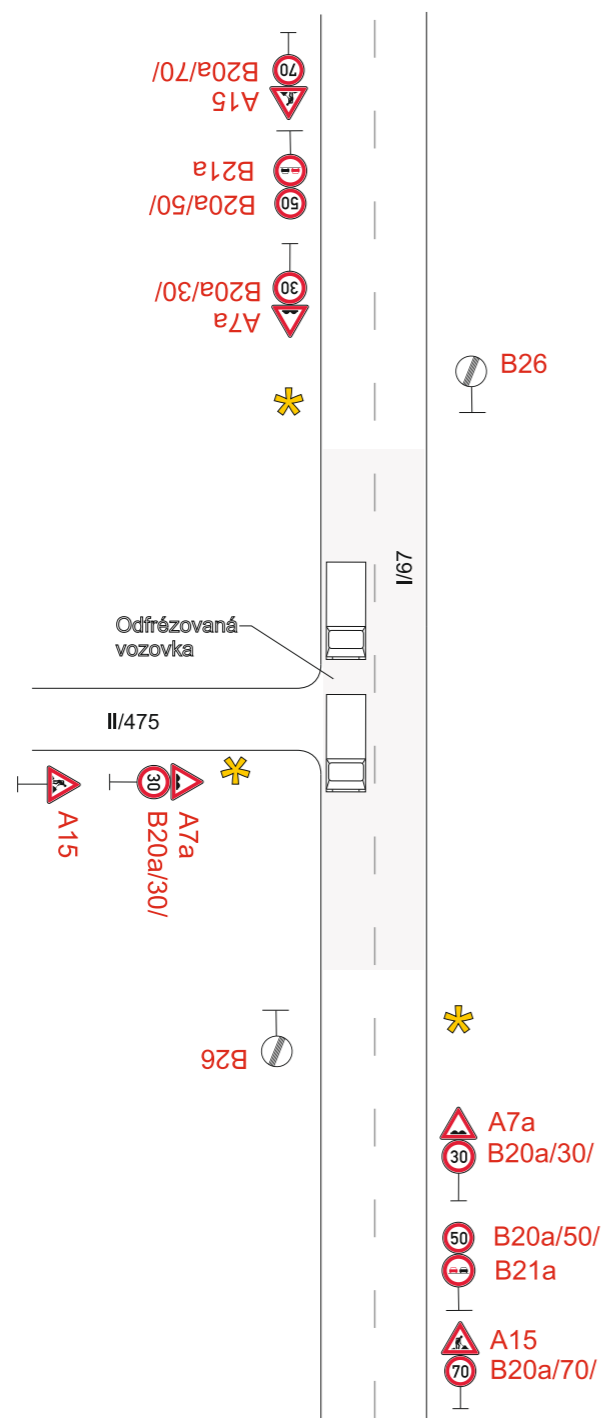 70
B20a/70/
A15
B21a
B20a/50/
50
30
B20a/30/
A7a
B26
I/67
Odfrézovaná
vozovka
II/475
30
A15
B20a/30/
A7a
B26
A7a
30
B20a/30/
50
B20a/50/
B21a
A15
70
B20a/70/